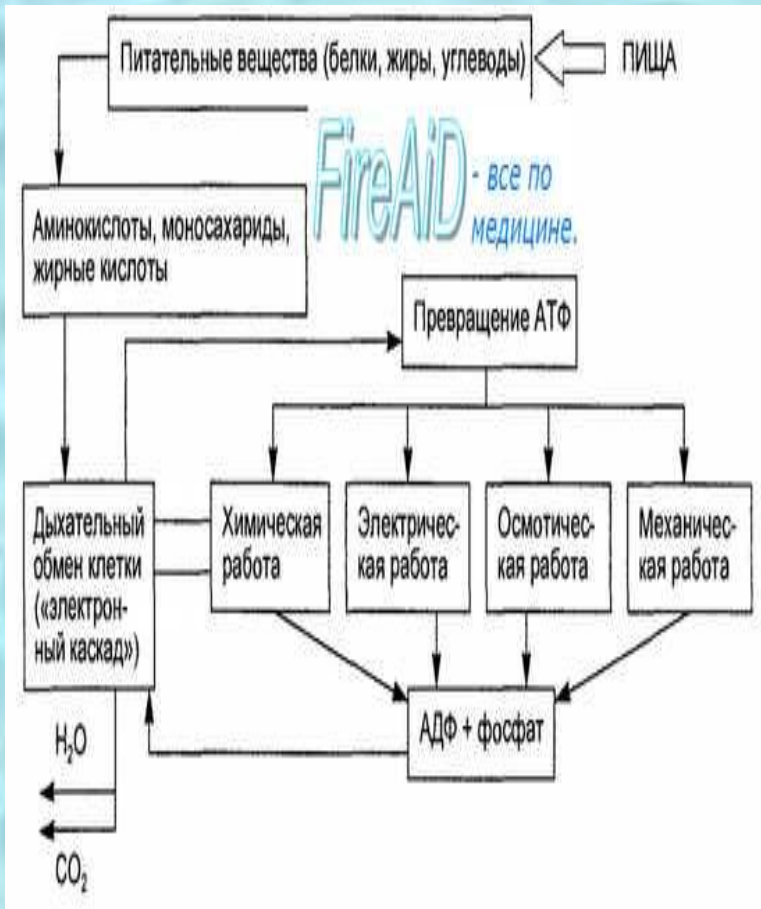 Питательные вещества (белки, жиры, углеводы)
ПИЩА
FireAiD - все по
медицине.
Аминокислоты, моносахариды,
жирные кислоты
Превращение АТФ
Дыхательный
обмен клетки
(«электрон-
ный каскад»)
Химическая
работа
Электричес-
кая работа
Осмотичес-
кая работа
Механичес-
кая работа
АДФ + фосфат
H₂O
CO₂